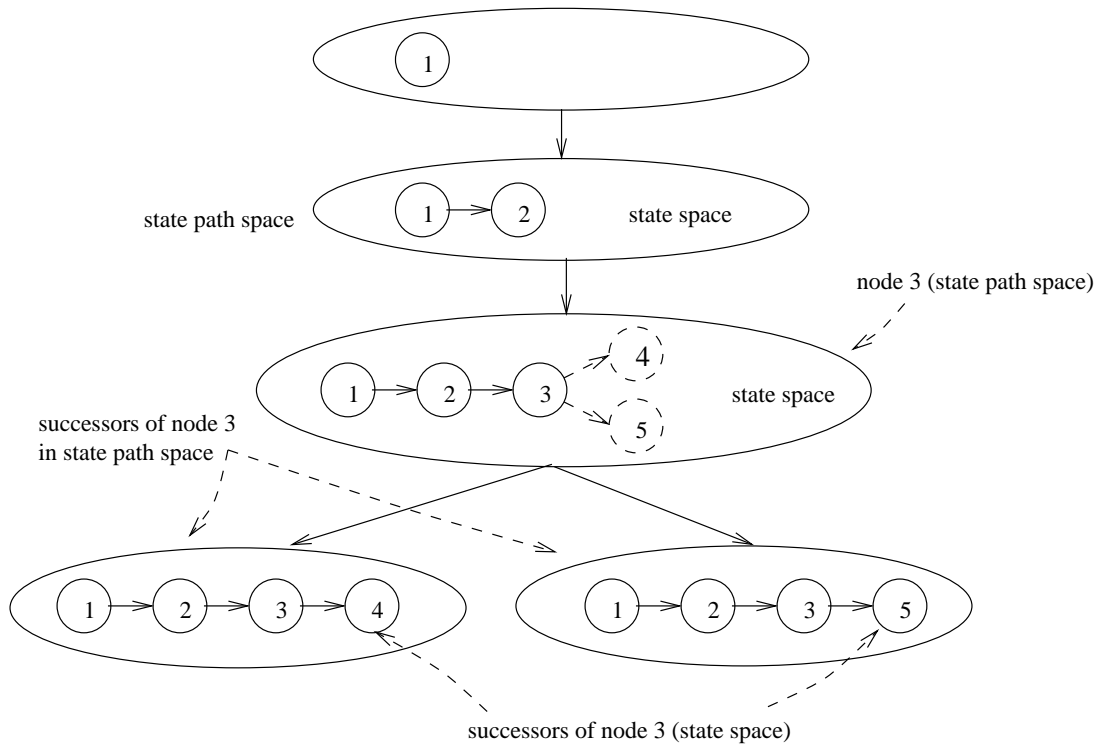 1
1 2
state path space
state space
node 3 (state path space)
1 2 3 4
5
state space
successors of node 3
in state path space
1 2 3 4
1 2 3 5
successors of node 3 (state space)